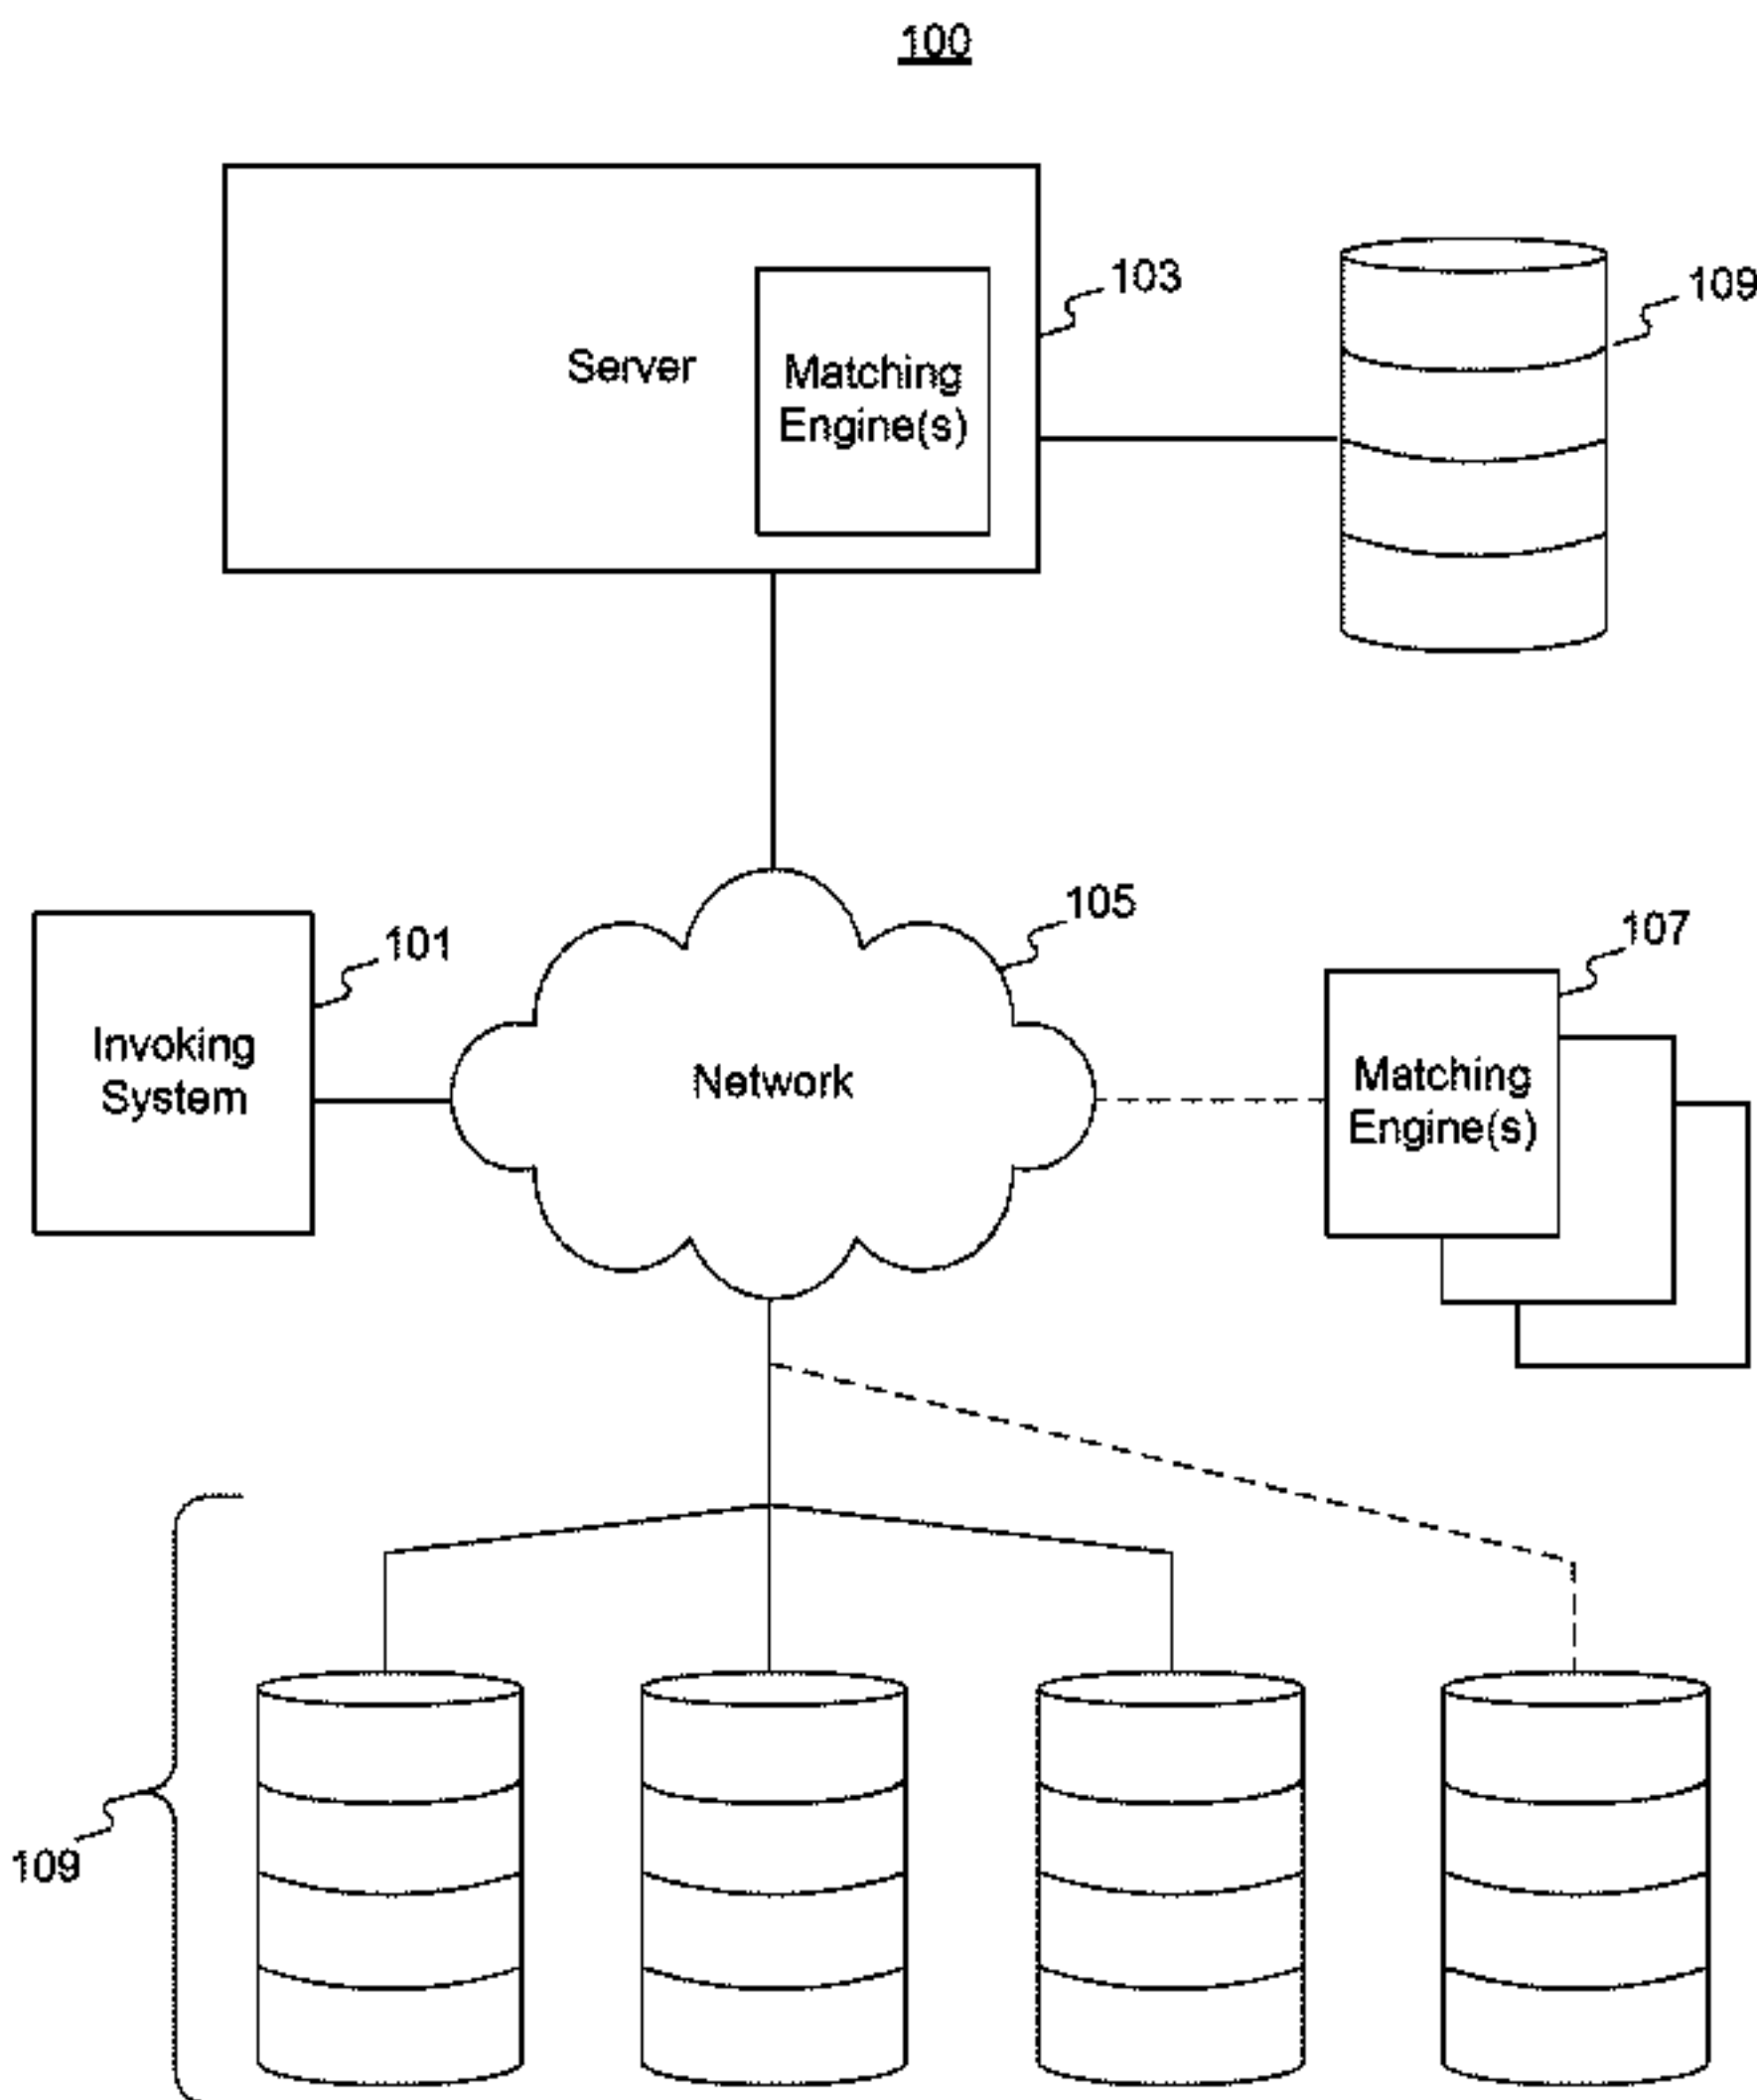 100
103
109
Server
Matching
Engine(s)
105
107
101
Invoking
System
Network
Matching
Engine(s)
109